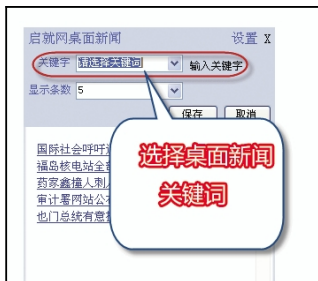 启就网桌面新闻 设置 X
关键字 请选择关键词 输入关键字
显示条数 5
保存 取消
国际社会呼吁
福岛核电站全
药家鑫撞人刺
审计署网站公
也门总统有意
选择桌面新闻
关键词